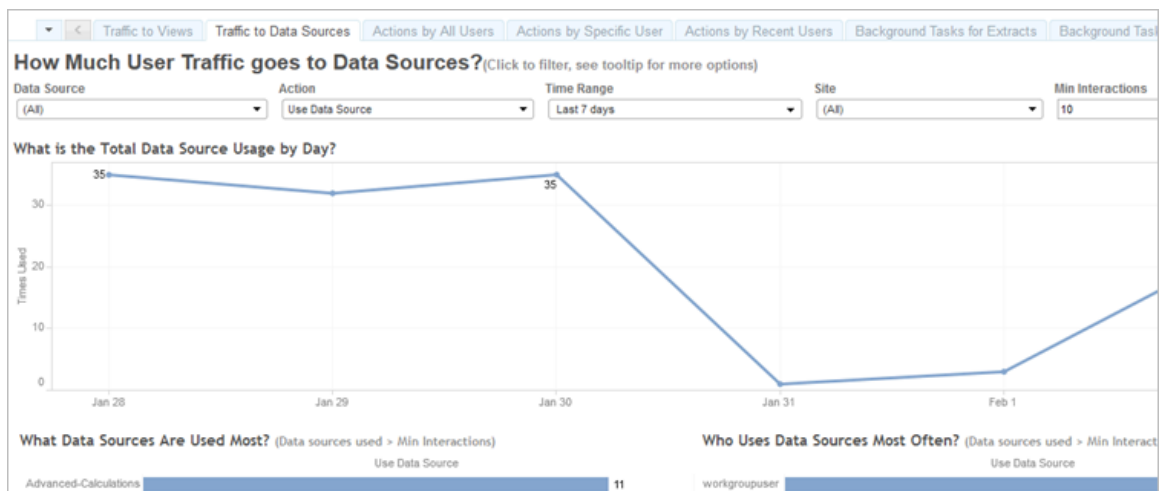 Traffic to Views Traffic to Data Sources Actions by All Users Actions by Specific User Actions by Recent Users Background Tasks for Extracts Background Tas
How Much User Traffic goes to Data Sources?(Click to filter, see tooltip for more options)
Data Source Action Time Range Site Min Interactions
(All) Use Data Source Last 7 days (All) 10
What is the Total Data Source Usage by Day?
35
35
30
20
10
0
Times Used
Jan 28 Jan 29 Jan 30 Jan 31 Feb 1
What Data Sources Are Used Most? (Data sources used > Min Interactions)
Use Data Source
Advanced-Calculations 11
Who Uses Data Sources Most Often? (Data sources used > Min Interact
Use Data Source
workgroupuser